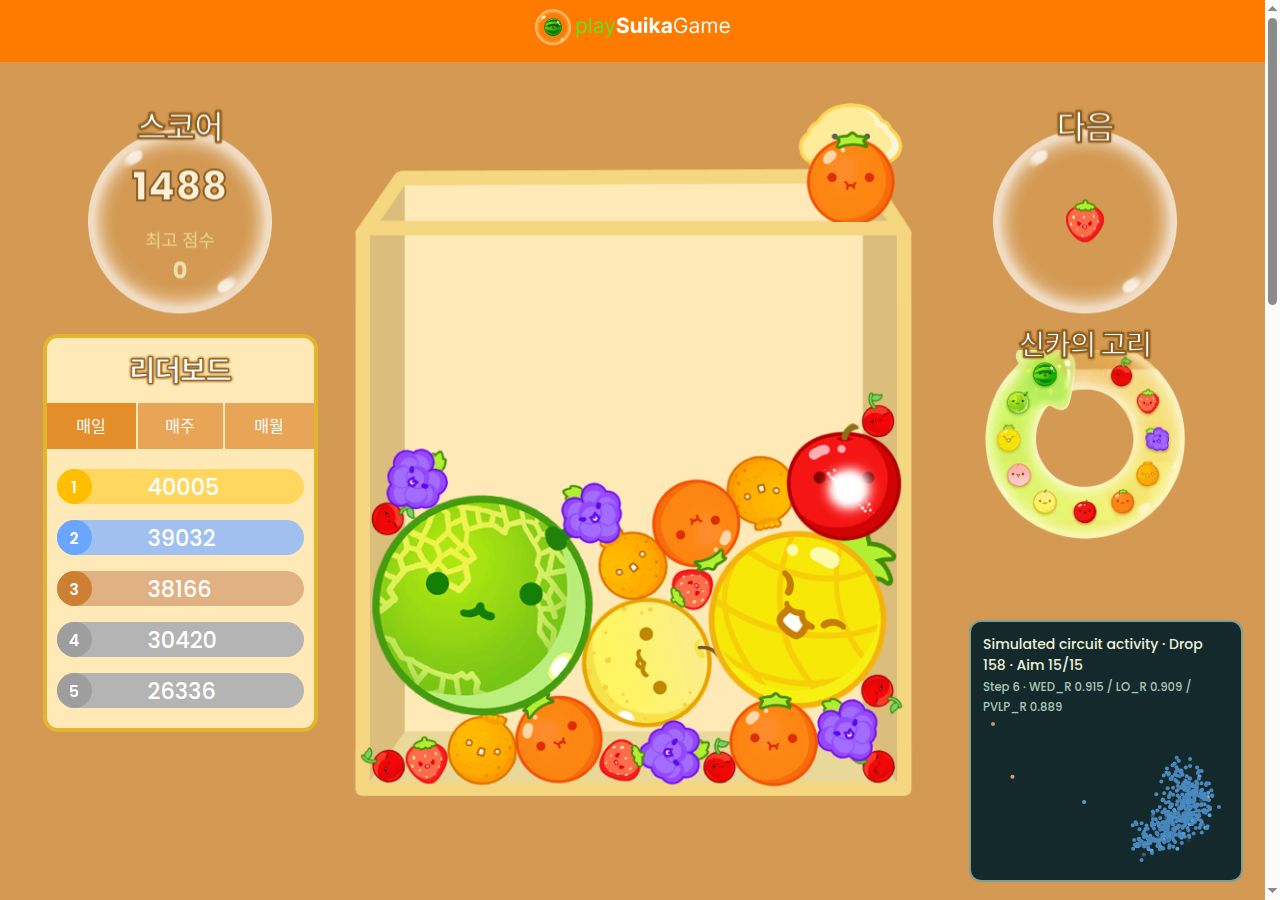 playSuikaGame
스코어
1488
최고 점수
0
리더보드
매일 매주 매월
1 40005
2 39032
3 38166
4 30420
5 26336
다음
신카의 고리
Simulated circuit activity · Drop
158 · Aim 15/15
Step 6 · WED_R 0.915 / LO_R 0.909 /
PVLP_R 0.889